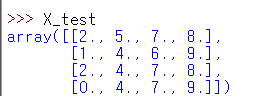 >>> X_test
array([[2., 5., 7., 8.],
       [1., 4., 6., 9.],
       [2., 4., 7., 8.],
       [0., 4., 7., 9.]])